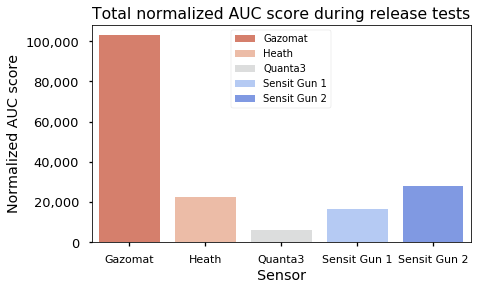 Total normalized AUC score during release tests
Normalized AUC score
100,000
80,000
60,000
40,000
20,000
0
Gazomat
Heath
Quanta3
Sensit Gun 1
Sensit Gun 2
Gazomat Heath Quanta3 Sensit Gun 1 Sensit Gun 2
Sensor